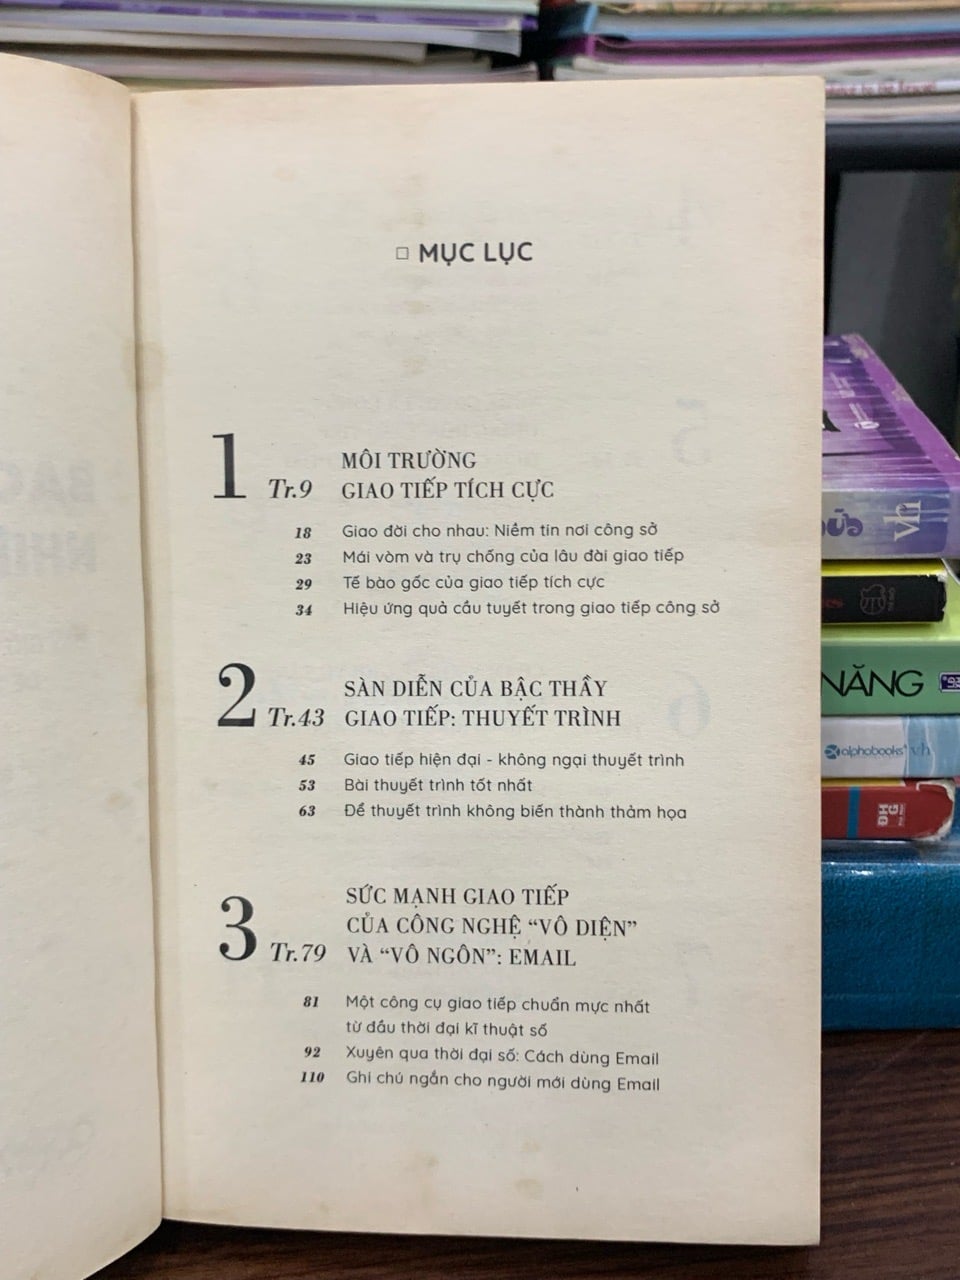 □ MỤC LỤC
1 Tr.9 MÔI TRƯỜNG
GIAO TIẾP TÍCH CỰC
18 Giao đời cho nhau: Niềm tin nơi công sở
23 Mái vòm và trụ chống của lâu đài giao tiếp
29 Tế bào gốc của giao tiếp tích cực
34 Hiệu ứng quả cầu tuyết trong giao tiếp công sở
2 Tr.43 SÀN DIỄN CỦA BẬC THẦY
GIAO TIẾP: THUYẾT TRÌNH
45 Giao tiếp hiện đại - không ngại thuyết trình
53 Bài thuyết trình tốt nhất
63 Để thuyết trình không biến thành thảm họa
3 Tr.79 SỨC MẠNH GIAO TIẾP
CỦA CÔNG NGHỆ “VÔ DIỆN”
VÀ “VÔ NGÔN”: EMAIL
81 Một công cụ giao tiếp chuẩn mực nhất
từ đầu thời đại kĩ thuật số
92 Xuyên qua thời đại số: Cách dùng Email
110 Ghi chú ngắn cho người mới dùng Email
vh
NĂNG
alphabooks vh